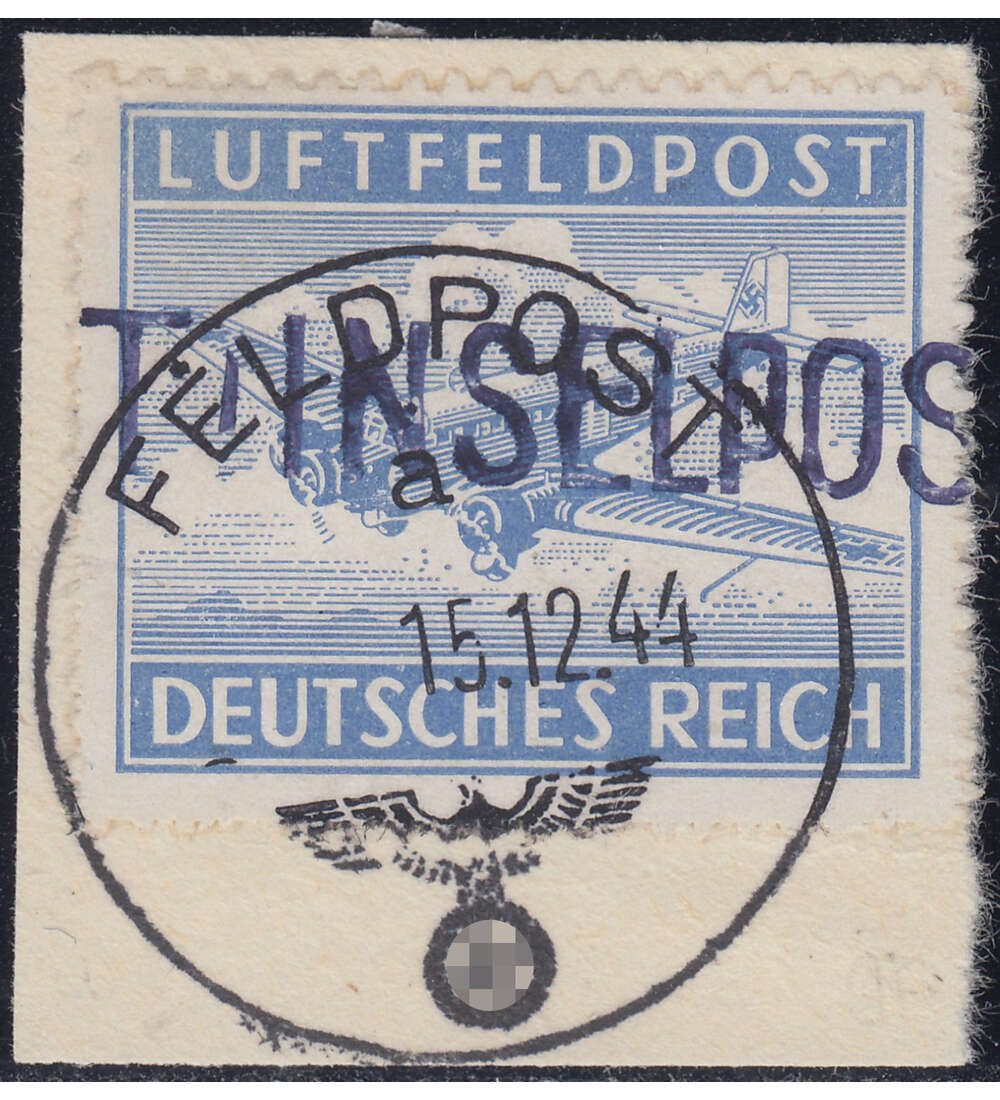 LUFTFELDPOST
T·INSELPOS
FELDPOST
a
15.12.44
DEUTSCHES REICH